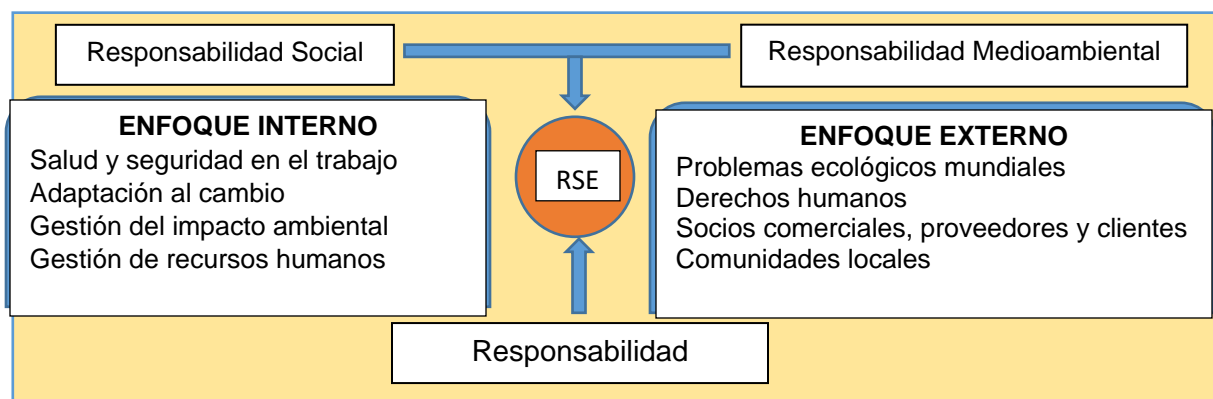 Responsabilidad Social
Responsabilidad Medioambiental
ENFOQUE INTERNO
Salud y seguridad en el trabajo
Adaptación al cambio
Gestión del impacto ambiental
Gestión de recursos humanos
RSE
ENFOQUE EXTERNO
Problemas ecológicos mundiales
Derechos humanos
Socios comerciales, proveedores y clientes
Comunidades locales
Responsabilidad